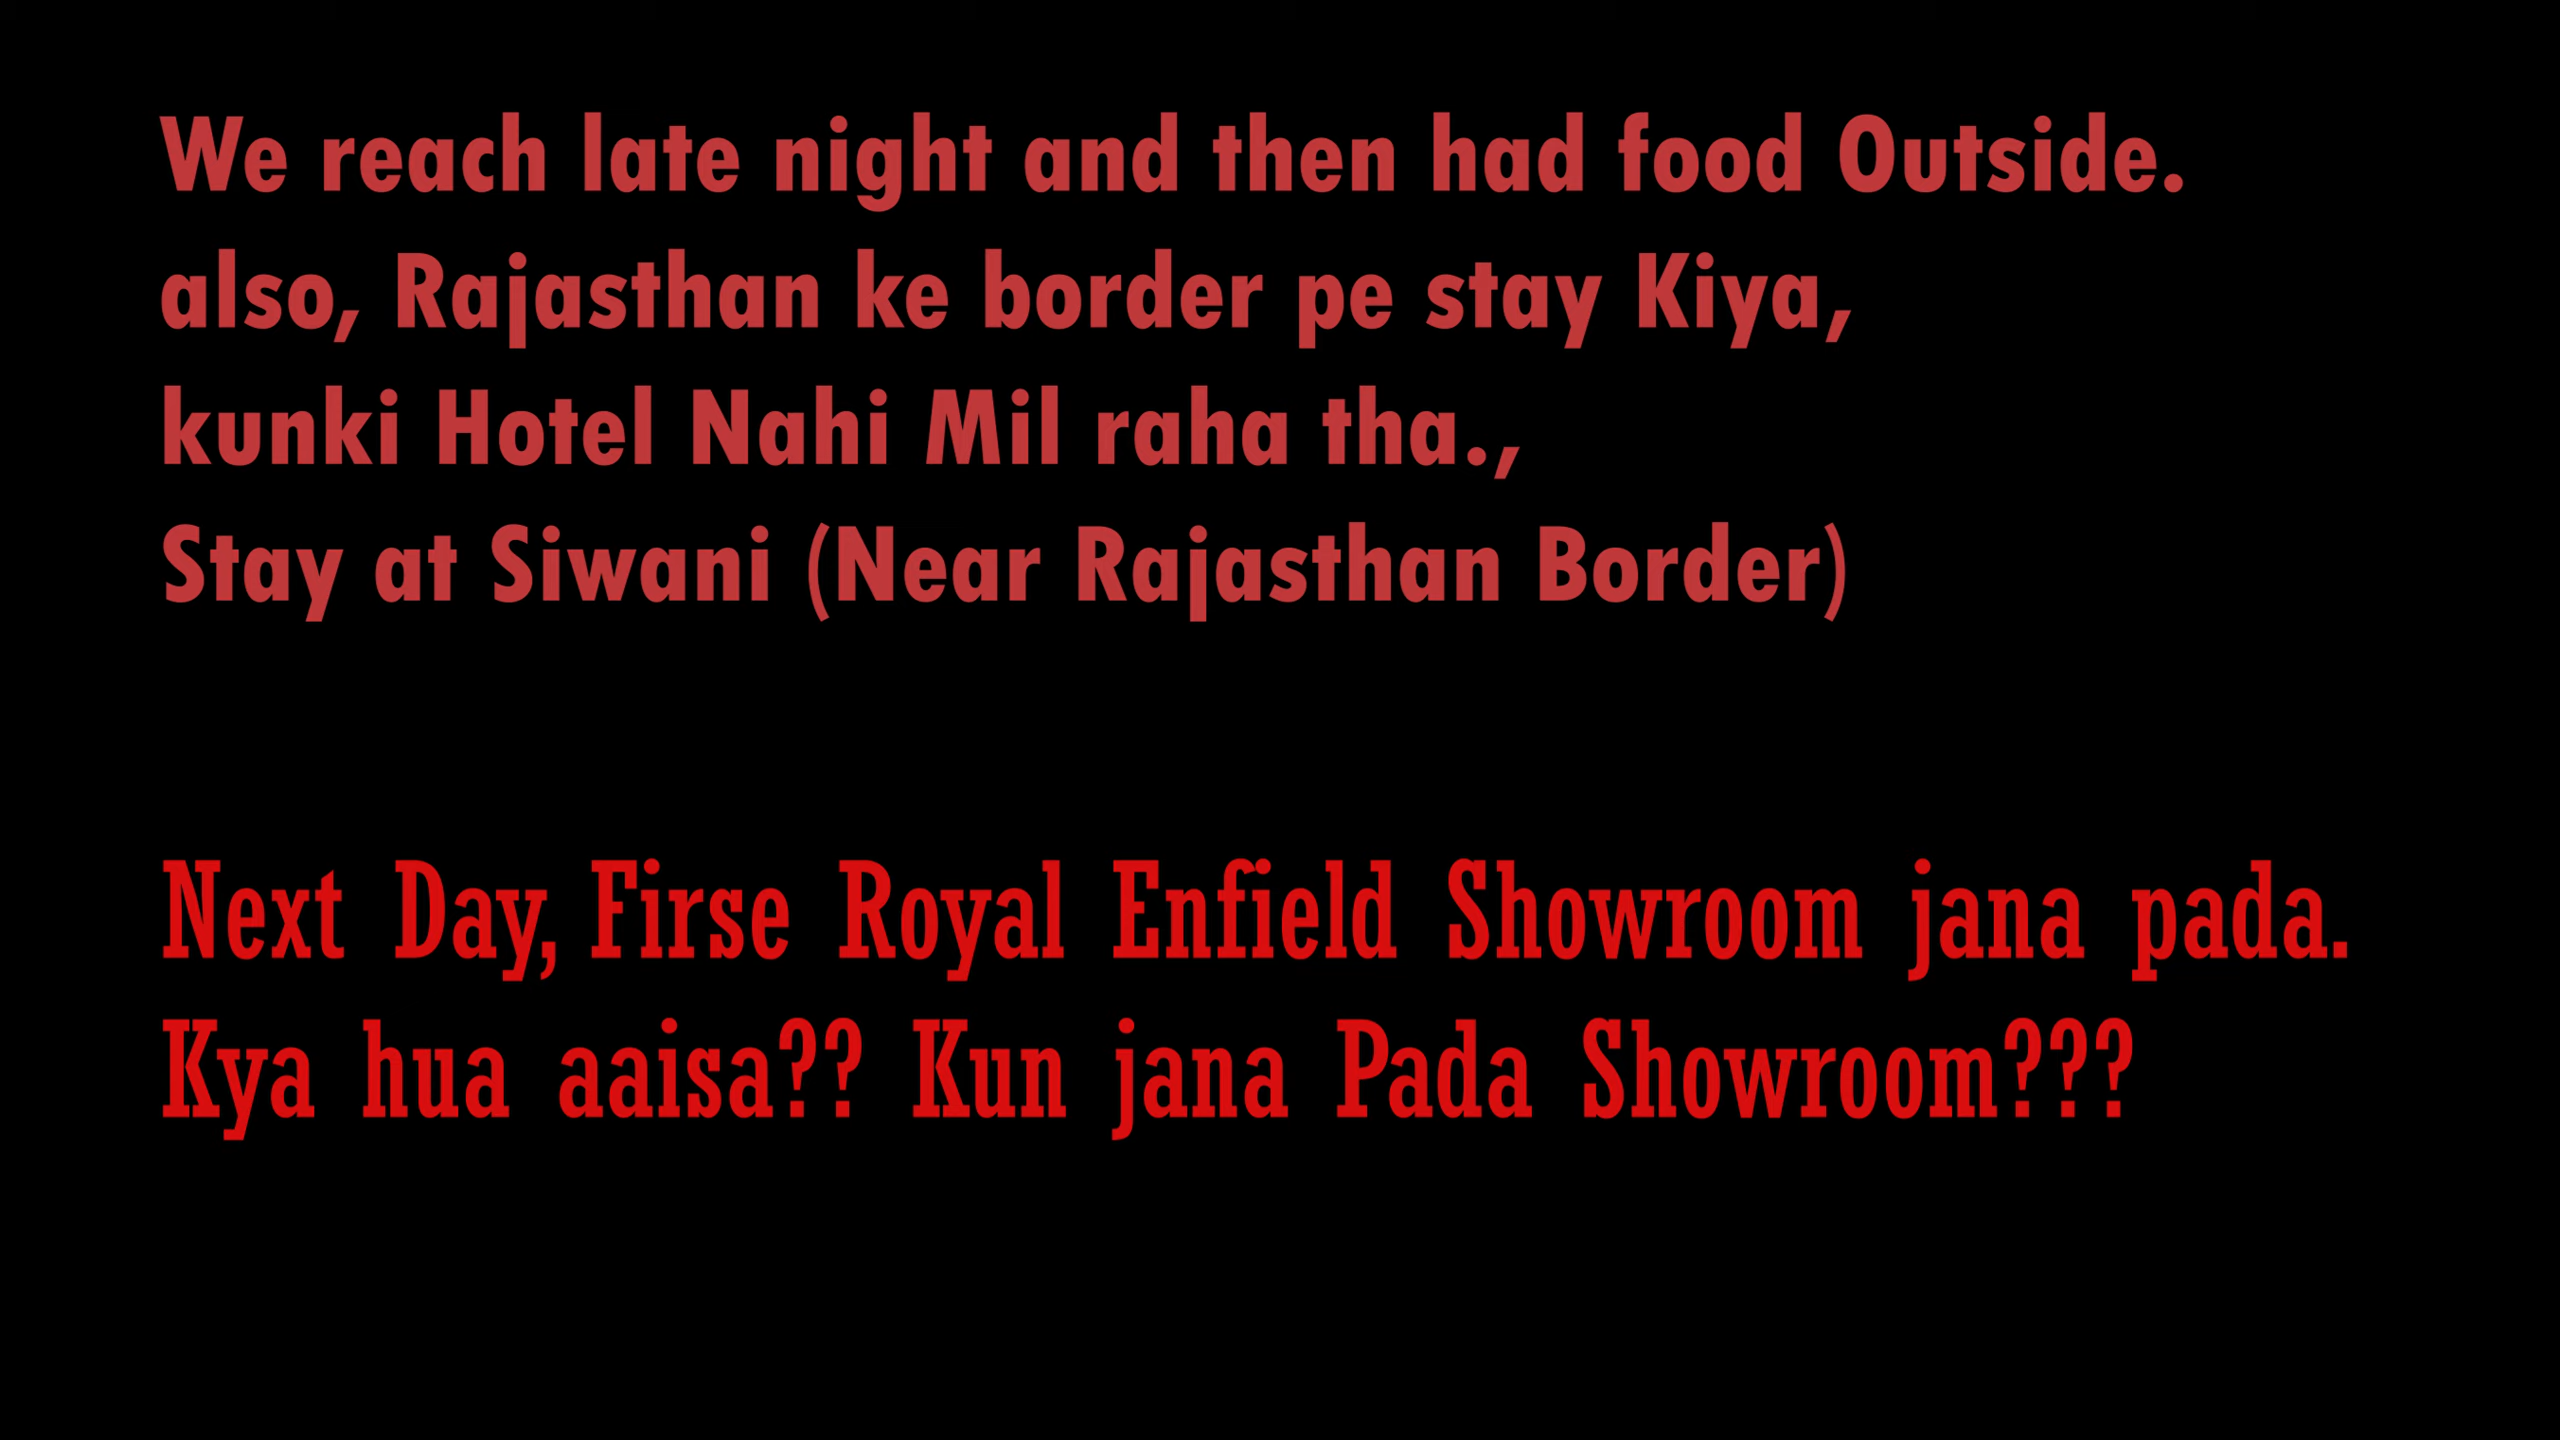 We reach late night and then had food Outside.
also, Rajasthan ke border pe stay Kiya,
kunki Hotel Nahi Mil raha tha.,
Stay at Siwani (Near Rajasthan Border)
Next Day, Firse Royal Enfield Showroom jana pada.
Kya hua aaisa?? Kun jana Pada Showroom???